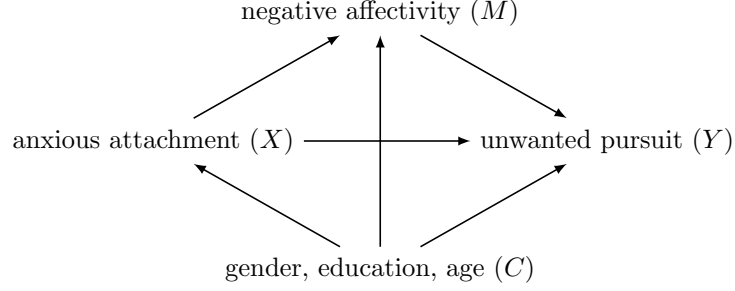 negative affectivity (M)
anxious attachment (X)
unwanted pursuit (Y)
gender, education, age (C)